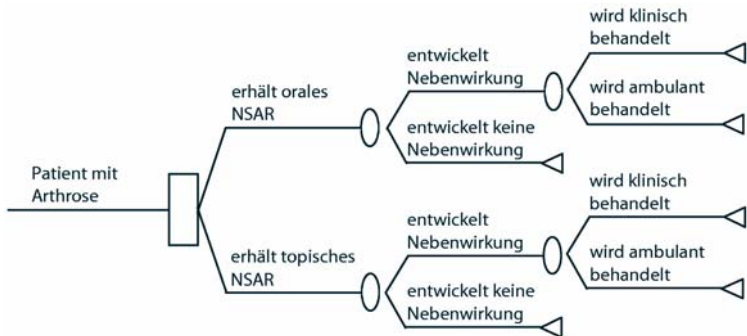 Patient mit
Arthrose
erhält orales
NSAR
entwickelt
Nebenwirkung
wird klinisch
behandelt
wird ambulant
behandelt
entwickelt keine
Nebenwirkung
erhält topisches
NSAR
entwickelt
Nebenwirkung
wird klinisch
behandelt
wird ambulant
behandelt
entwickelt keine
Nebenwirkung